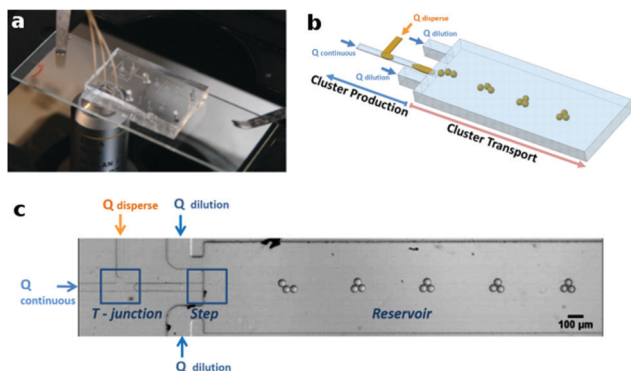 a
b
Q disperse
Q dilution
Q continuous
Q dilution
Cluster Production
Cluster Transport
c
Q disperse
Q dilution
Q
continuous
T - junction
Step
Reservoir
100 µm
Q
dilution